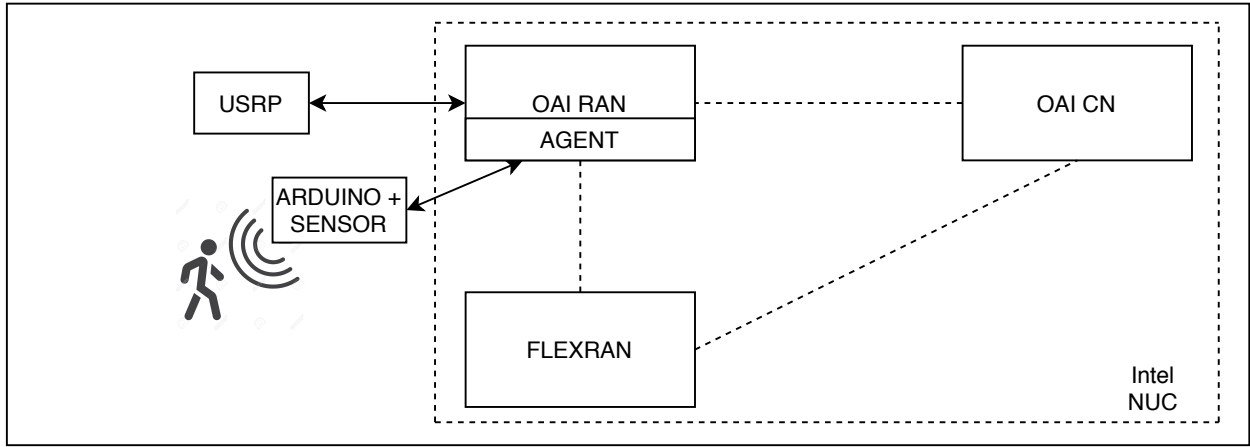 USRP
OAI RAN
AGENT
OAI CN
ARDUINO +
SENSOR
FLEXRAN
Intel
NUC